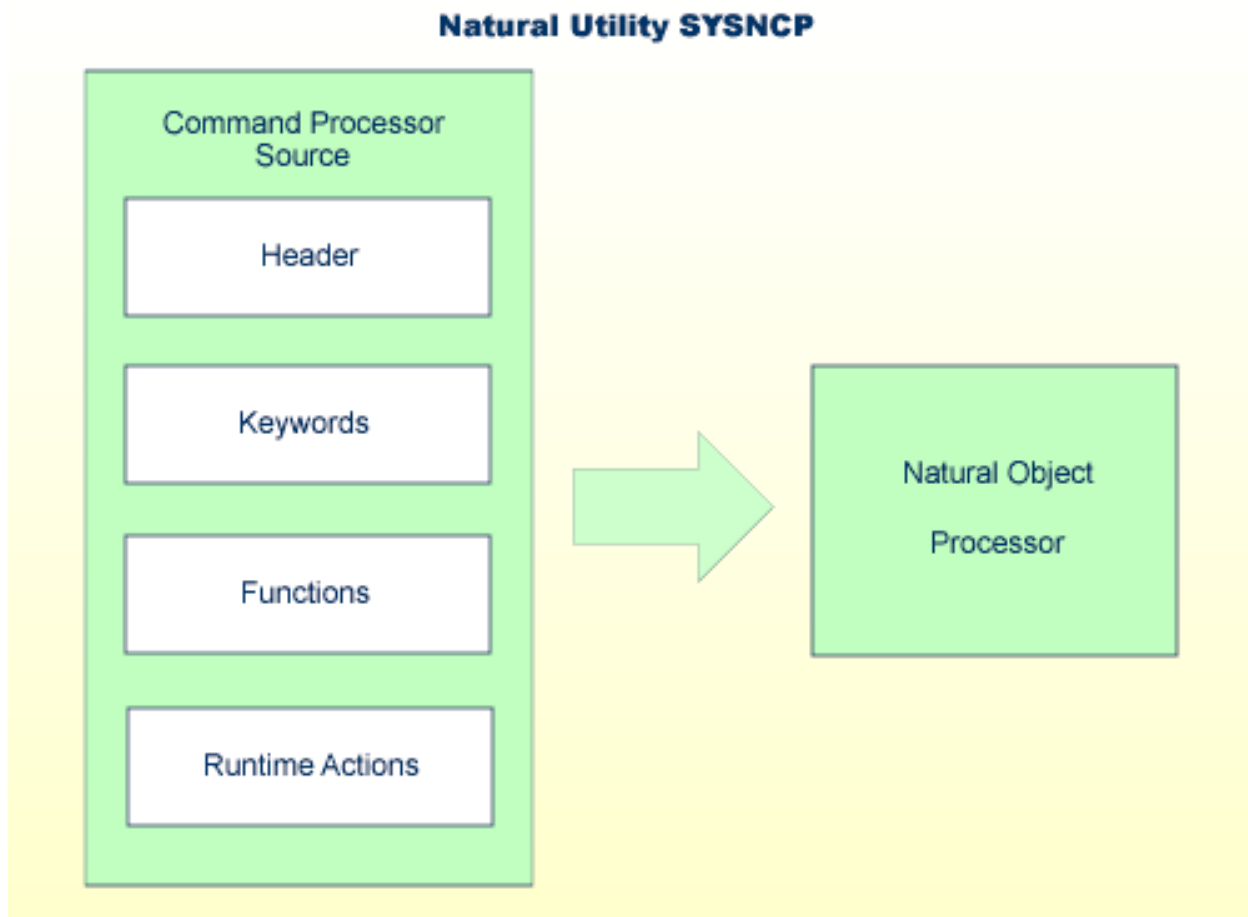 Natural Utility SYSNCP
Command Processor
Source
Header
Keywords
Functions
Runtime Actions
Natural Object
Processor